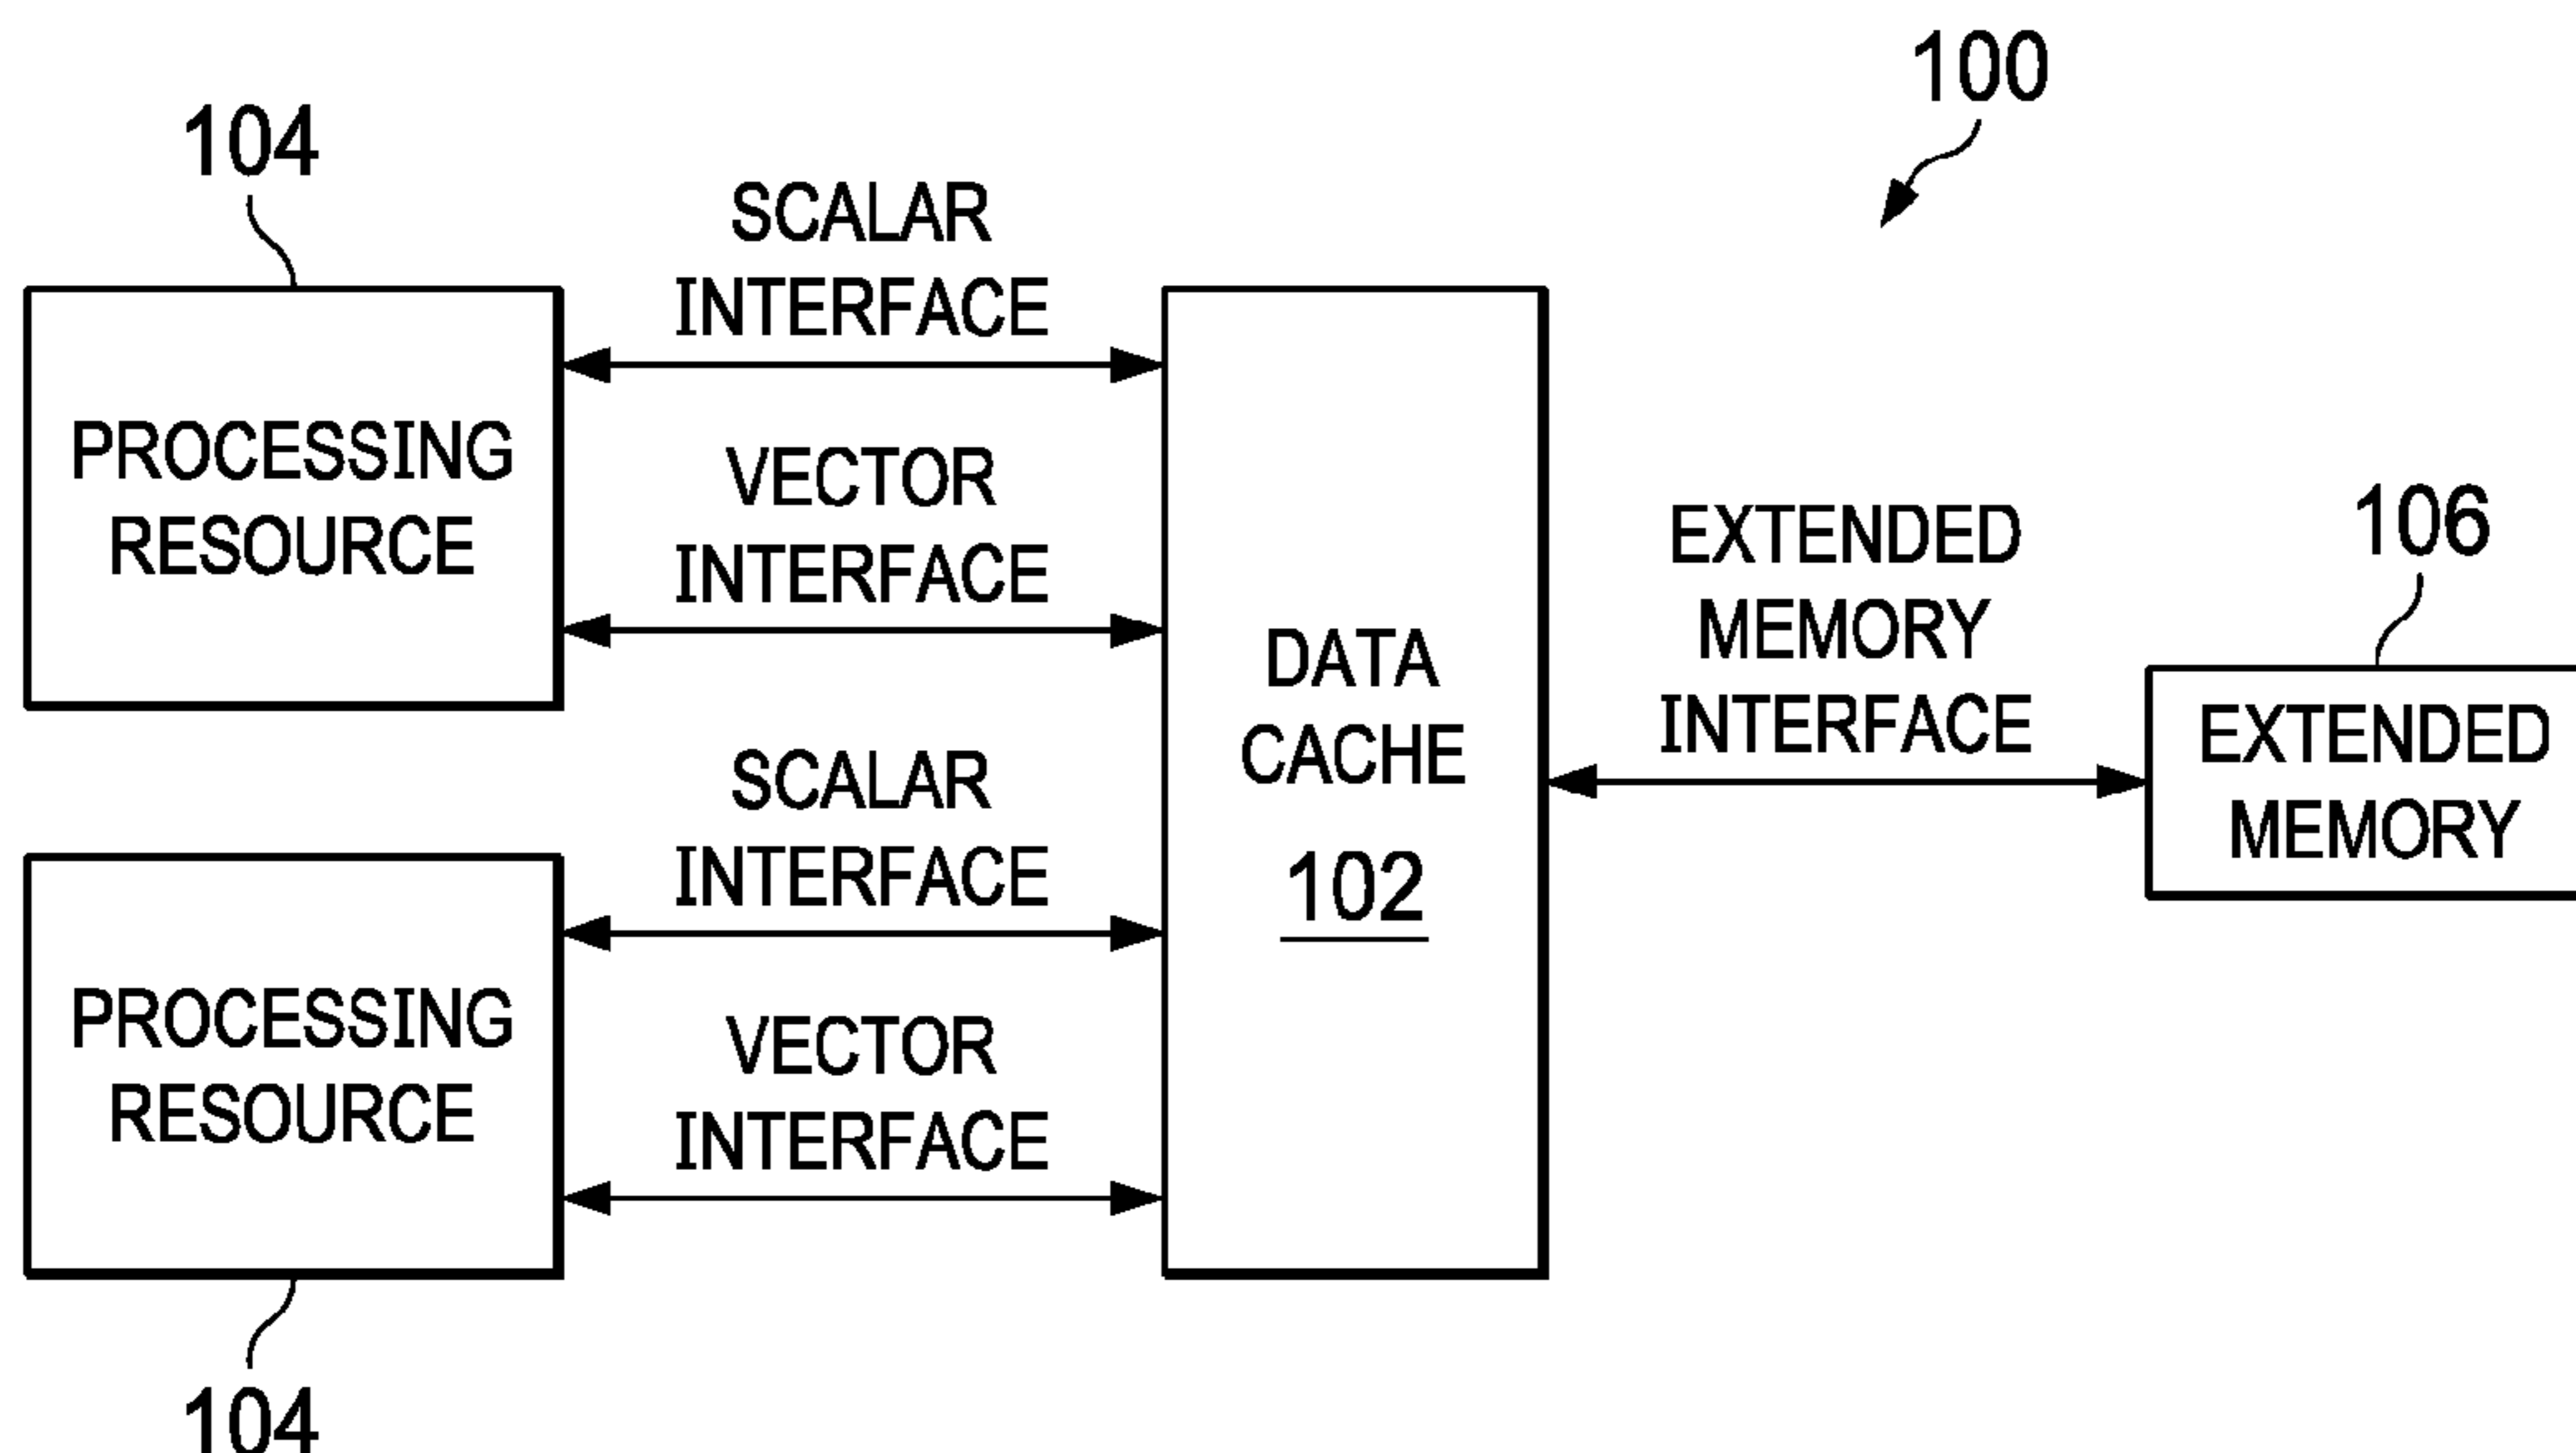 100
104
SCALAR
INTERFACE
PROCESSING
RESOURCE
VECTOR
INTERFACE
SCALAR
INTERFACE
PROCESSING
RESOURCE
VECTOR
INTERFACE
104
DATA
CACHE
102
EXTENDED
MEMORY
INTERFACE
106
EXTENDED
MEMORY